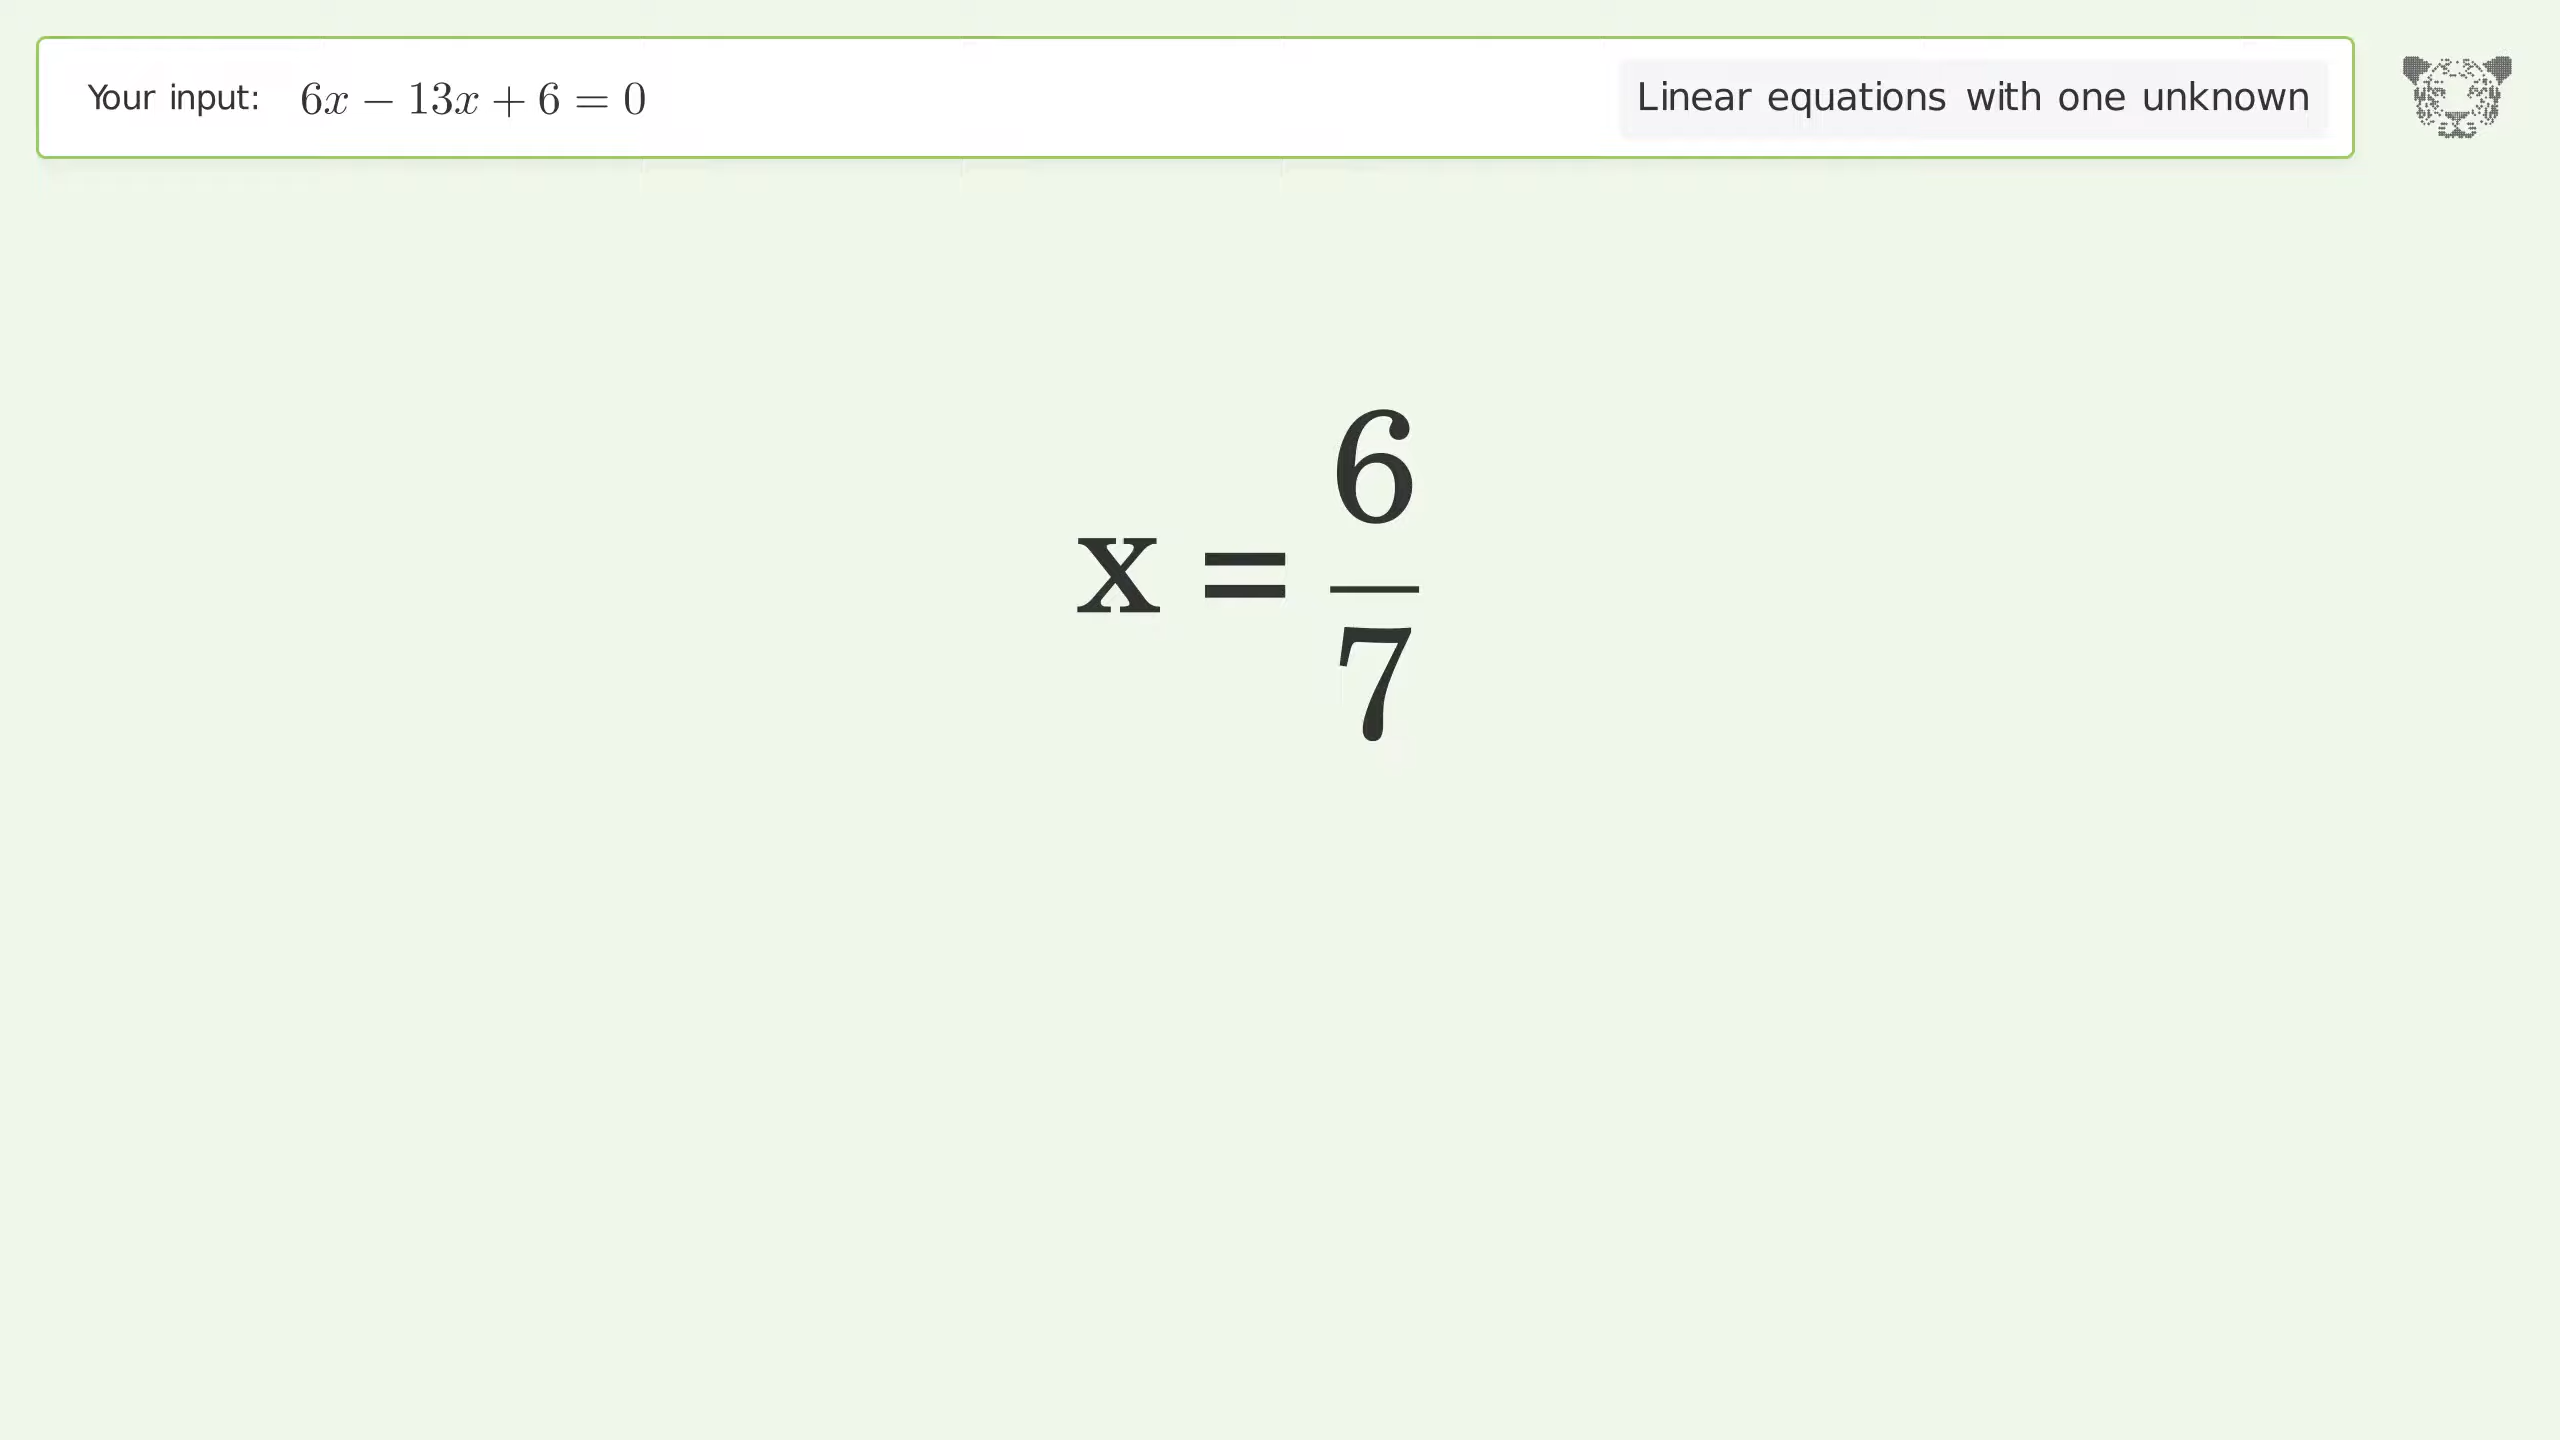 Your input: 6x − 13x + 6 = 0
Linear equations with one unknown
x = 6/7